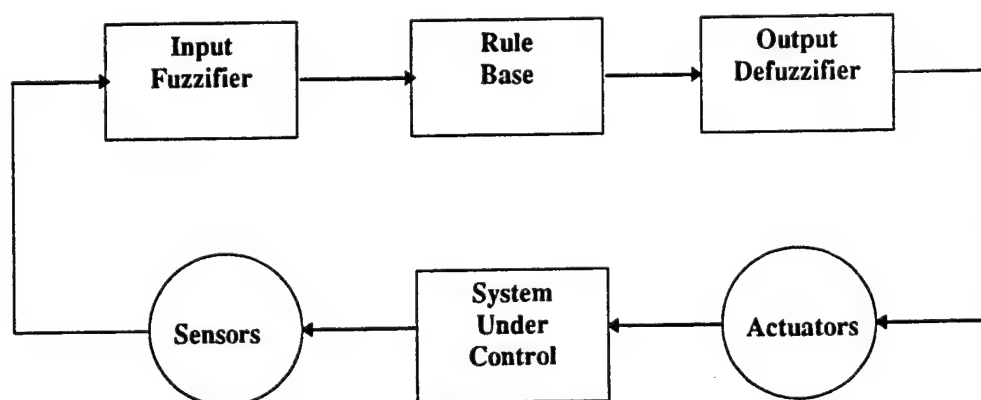 Input
Fuzzifier
Rule
Base
Output
Defuzzifier
Sensors
System
Under
Control
Actuators